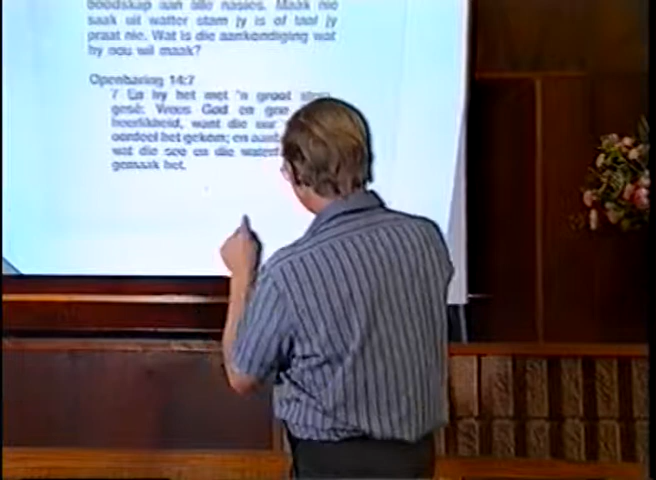 boodskap aan alle nasies. Maak nie
saak uit watter stam jy is of taal jy
praat nie. Wat is die aankondiging wat
hy nou wil maak?
Openbaring 14:7
7 En hy het met 'n groot stem
gesê: Vrees God en gee
heerlikheid, want die uur
oordeel het gekom; en aanb
wat die see en die waterf
gemaak het.